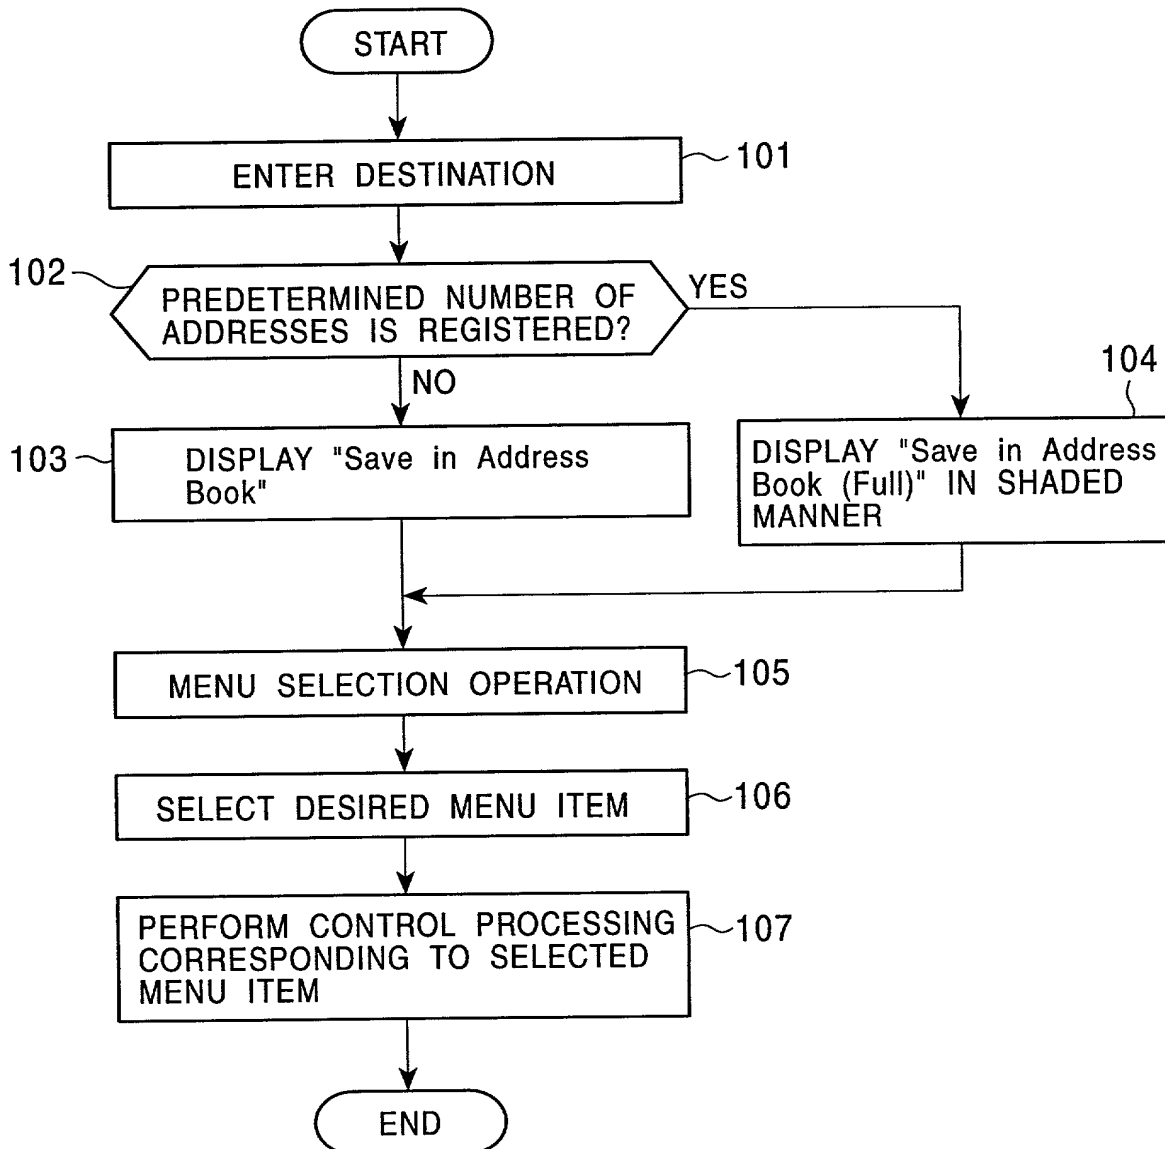 START
ENTER DESTINATION
101
102
PREDETERMINED NUMBER OF
ADDRESSES IS REGISTERED?
YES
NO
103
DISPLAY "Save in Address
Book"
104
DISPLAY "Save in Address
Book (Full)" IN SHADED
MANNER
MENU SELECTION OPERATION
105
SELECT DESIRED MENU ITEM
106
PERFORM CONTROL PROCESSING
CORRESPONDING TO SELECTED
MENU ITEM
107
END